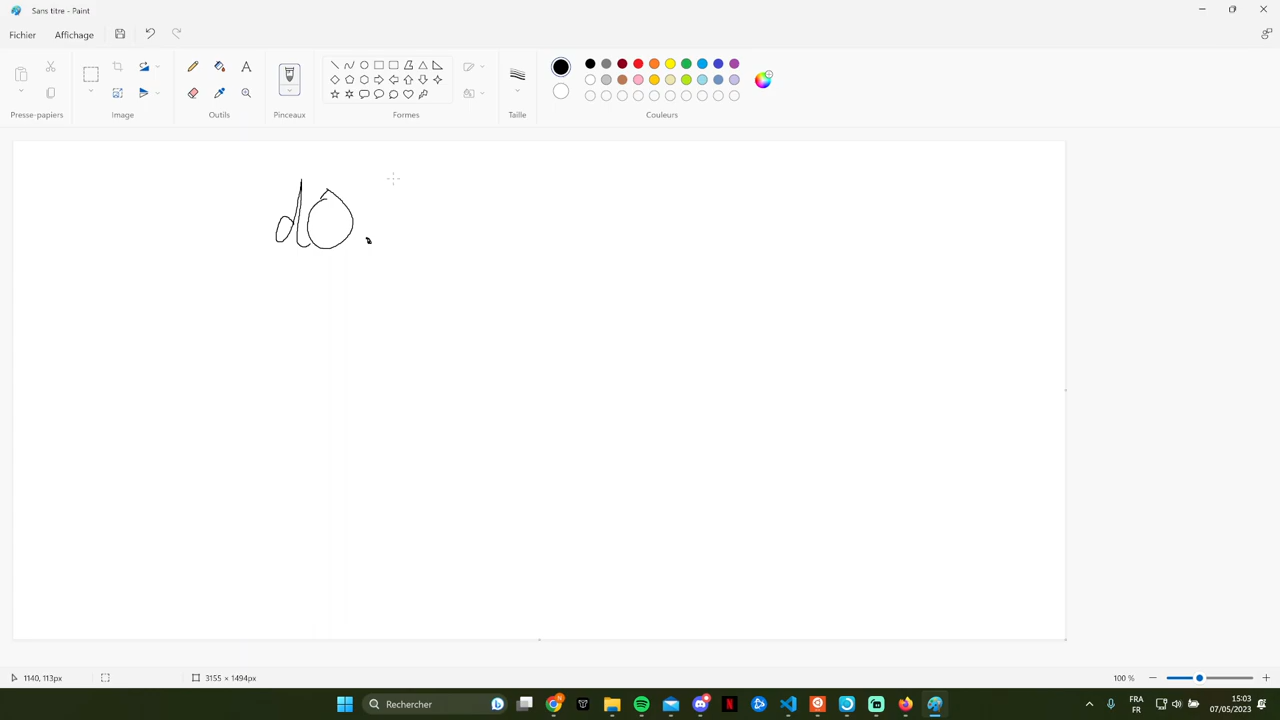 Sans titre - Paint
Fichier Affichage
Presse-papiers Image Outils Pinceaux Formes Taille Couleurs
dO.
1140, 113px 3155 × 1494px 100 %
Rechercher FRA FR 15:03 07/05/2023